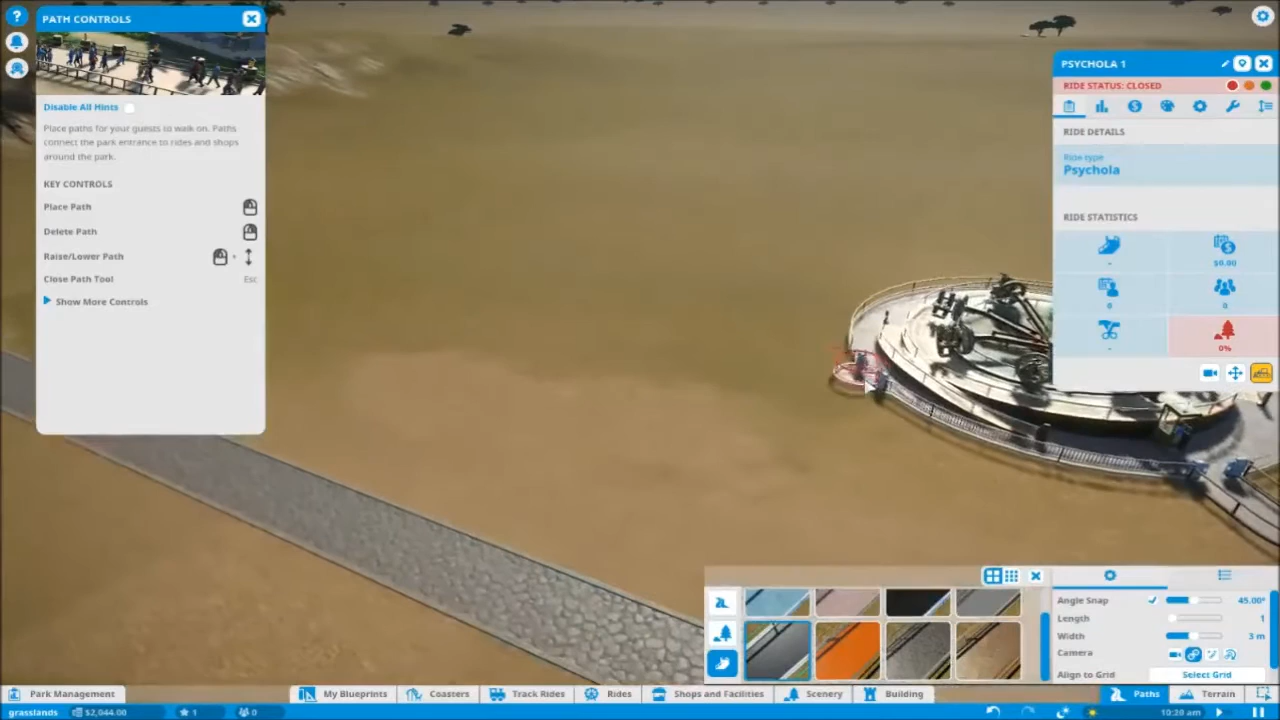 ?
PATH CONTROLS
Disable All Hints
Place paths for your guests to walk on. Paths
connect the park entrance to rides and shops
around the park.
KEY CONTROLS
Place Path
Delete Path
Raise/Lower Path
Close Path Tool Esc
Show More Controls
PSYCHOLA 1
RIDE STATUS: CLOSED
RIDE DETAILS
Ride type
Psychola
RIDE STATISTICS
- $0.00
0 0
- 0%
Angle Snap 45.00°
Length 1
Width 3 m
Camera
Align to Grid Select Grid
Park Management My Blueprints Coasters Track Rides Rides Shops and Facilities Scenery Building Paths Terrain
grasslands $2,044.00 1 0 10:20 am